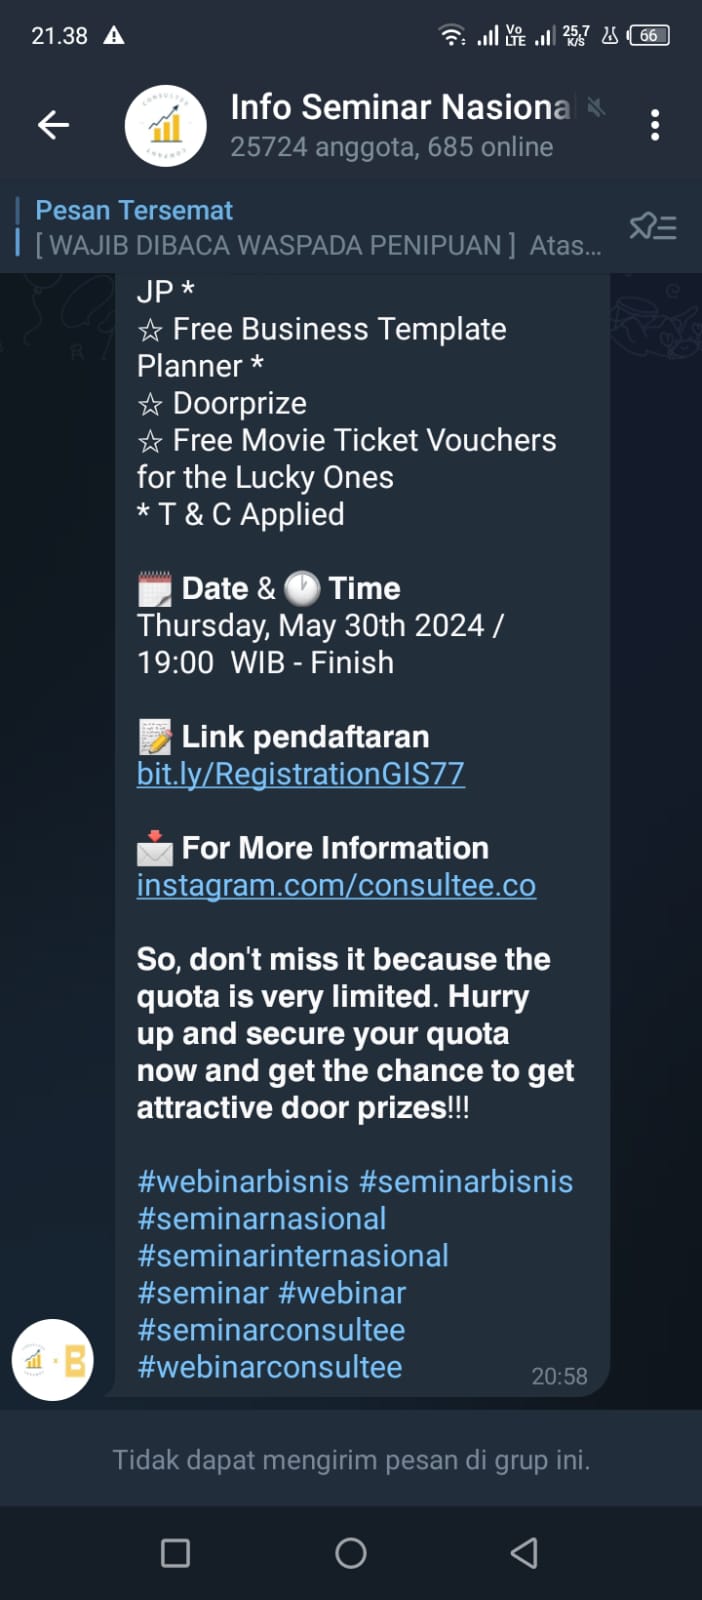 21.38
Vo
LTE
25,7
K/S
66
Info Seminar Nasiona
25724 anggota, 685 online
Pesan Tersemat
[ WAJIB DIBACA WASPADA PENIPUAN ]  Atas...
JP *
☆ Free Business Template
Planner *
☆ Doorprize
☆ Free Movie Ticket Vouchers
for the Lucky Ones
* T & C Applied
🗓 Date & 🕐 Time
Thursday, May 30th 2024 /
19:00  WIB - Finish
📝 Link pendaftaran
bit.ly/RegistrationGIS77
📩 For More Information
instagram.com/consultee.co
So, don't miss it because the
quota is very limited. Hurry
up and secure your quota
now and get the chance to get
attractive door prizes!!!
#webinarbisnis #seminarbisnis
#seminarnasional
#seminarinternasional
#seminar #webinar
#seminarconsultee
#webinarconsultee
20:58
B
Tidak dapat mengirim pesan di grup ini.